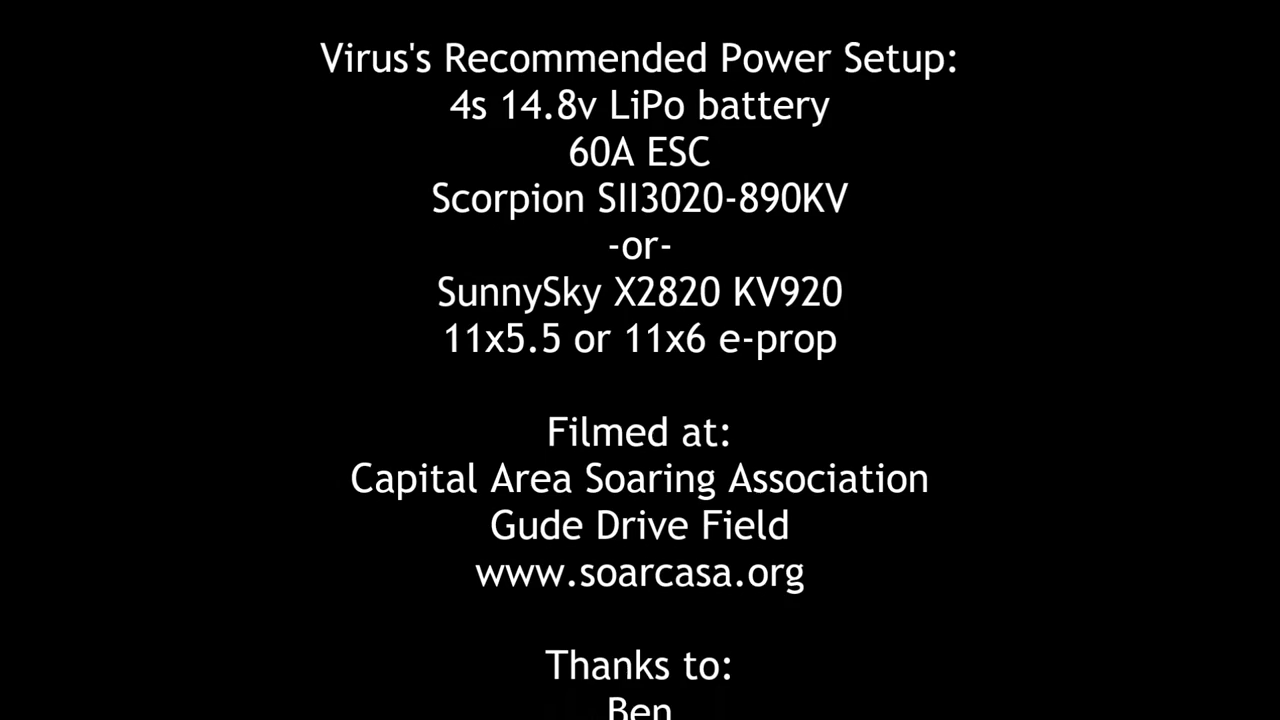 Virus's Recommended Power Setup:
4s 14.8v LiPo battery
60A ESC
Scorpion SII3020-890KV
-or-
SunnySky X2820 KV920
11x5.5 or 11x6 e-prop
Filmed at:
Capital Area Soaring Association
Gude Drive Field
www.soarcasa.org
Thanks to:
Ben